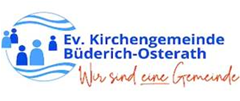 Ev. Kirchengemeinde
Büderich-Osterath
Wir sind eine Gemeinde